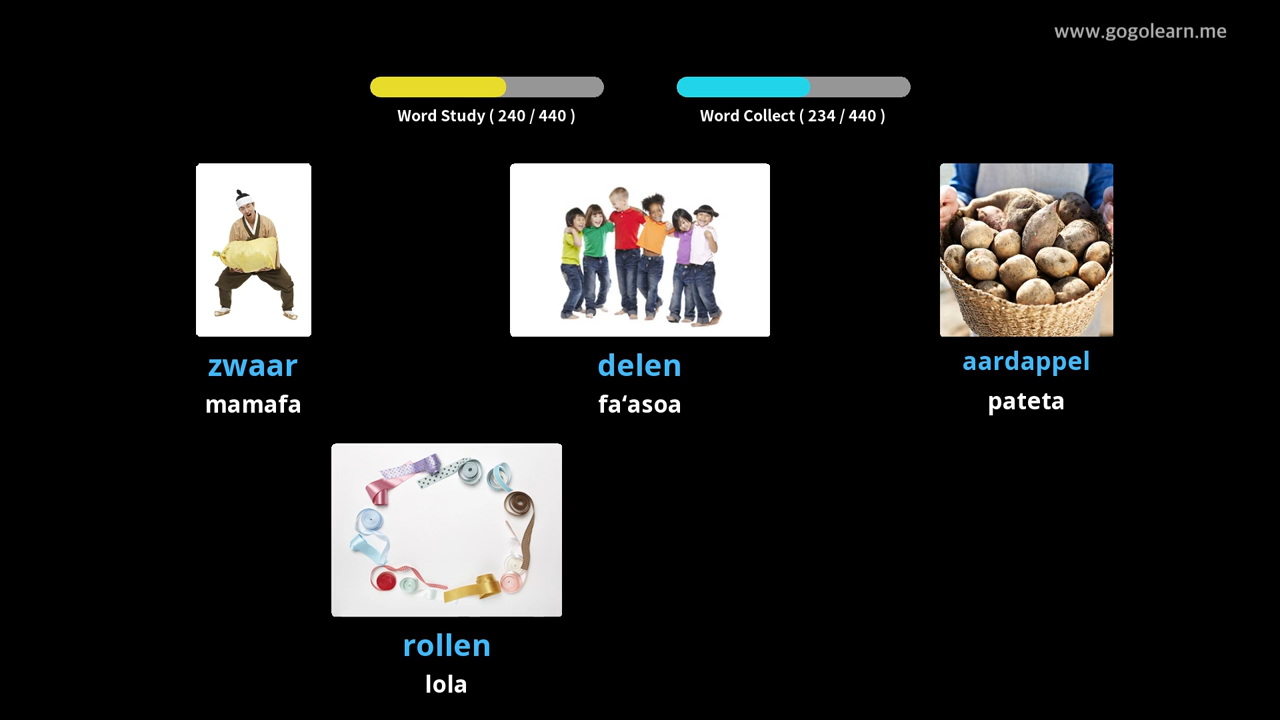 www.gogolearn.me
Word Study ( 240 / 440 )
Word Collect ( 234 / 440 )
zwaar
mamafa
delen
fa‘asoa
aardappel
pateta
rollen
lola